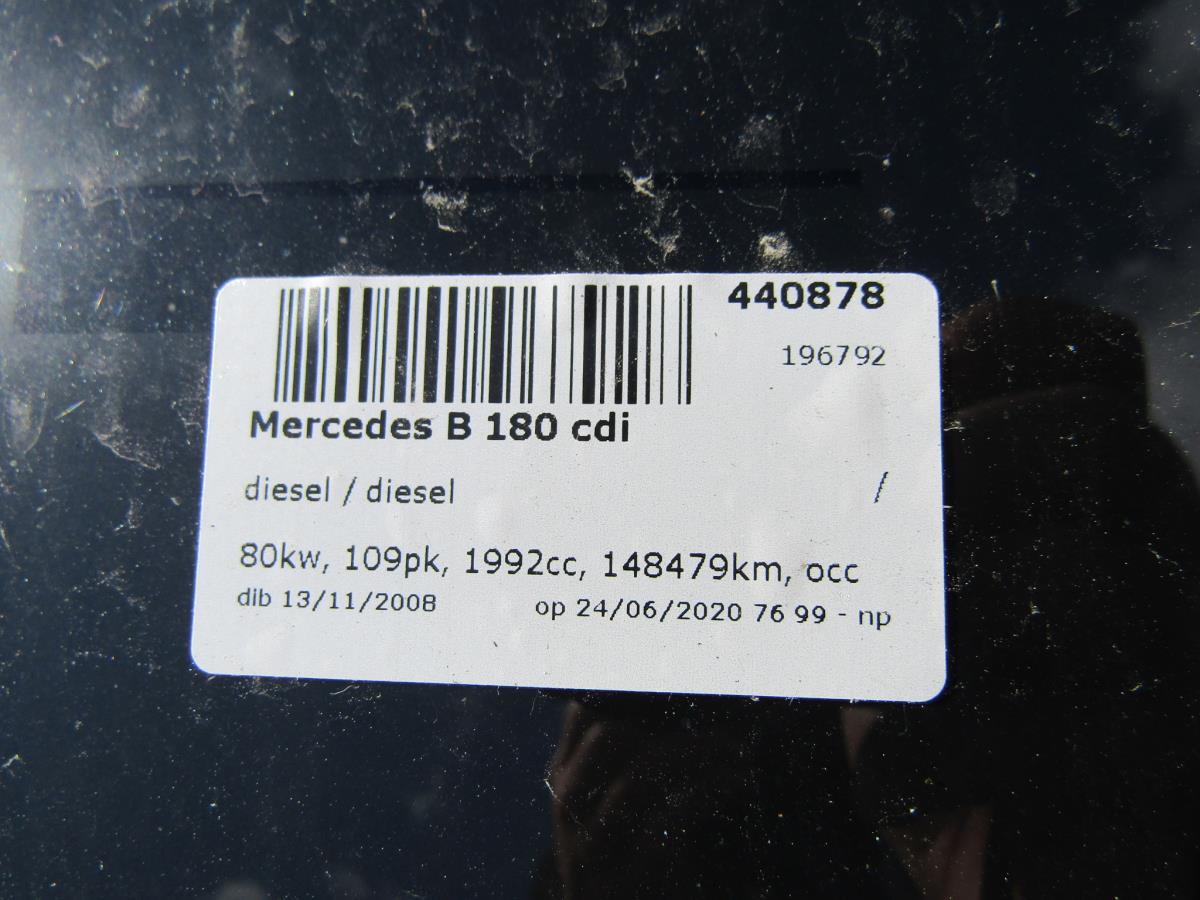 440878
196792
Mercedes B 180 cdi
diesel / diesel /
80kw, 109pk, 1992cc, 148479km, occ
dib 13/11/2008 op 24/06/2020 76 99 - np